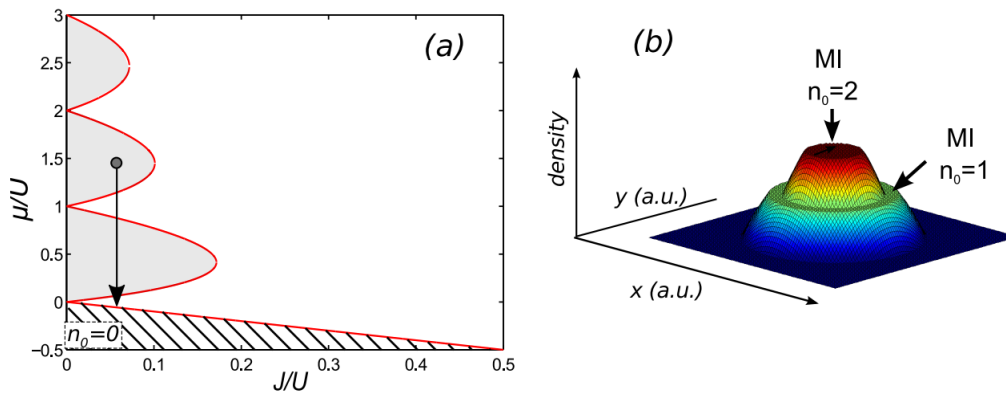 (a)
3
2.5
2
1.5
1
0.5
0
−0.5
μ/U
n₀=0
0 0.1 0.2 0.3 0.4 0.5
J/U
(b)
MI
n₀=2
MI
n₀=1
density
y (a.u.)
x (a.u.)